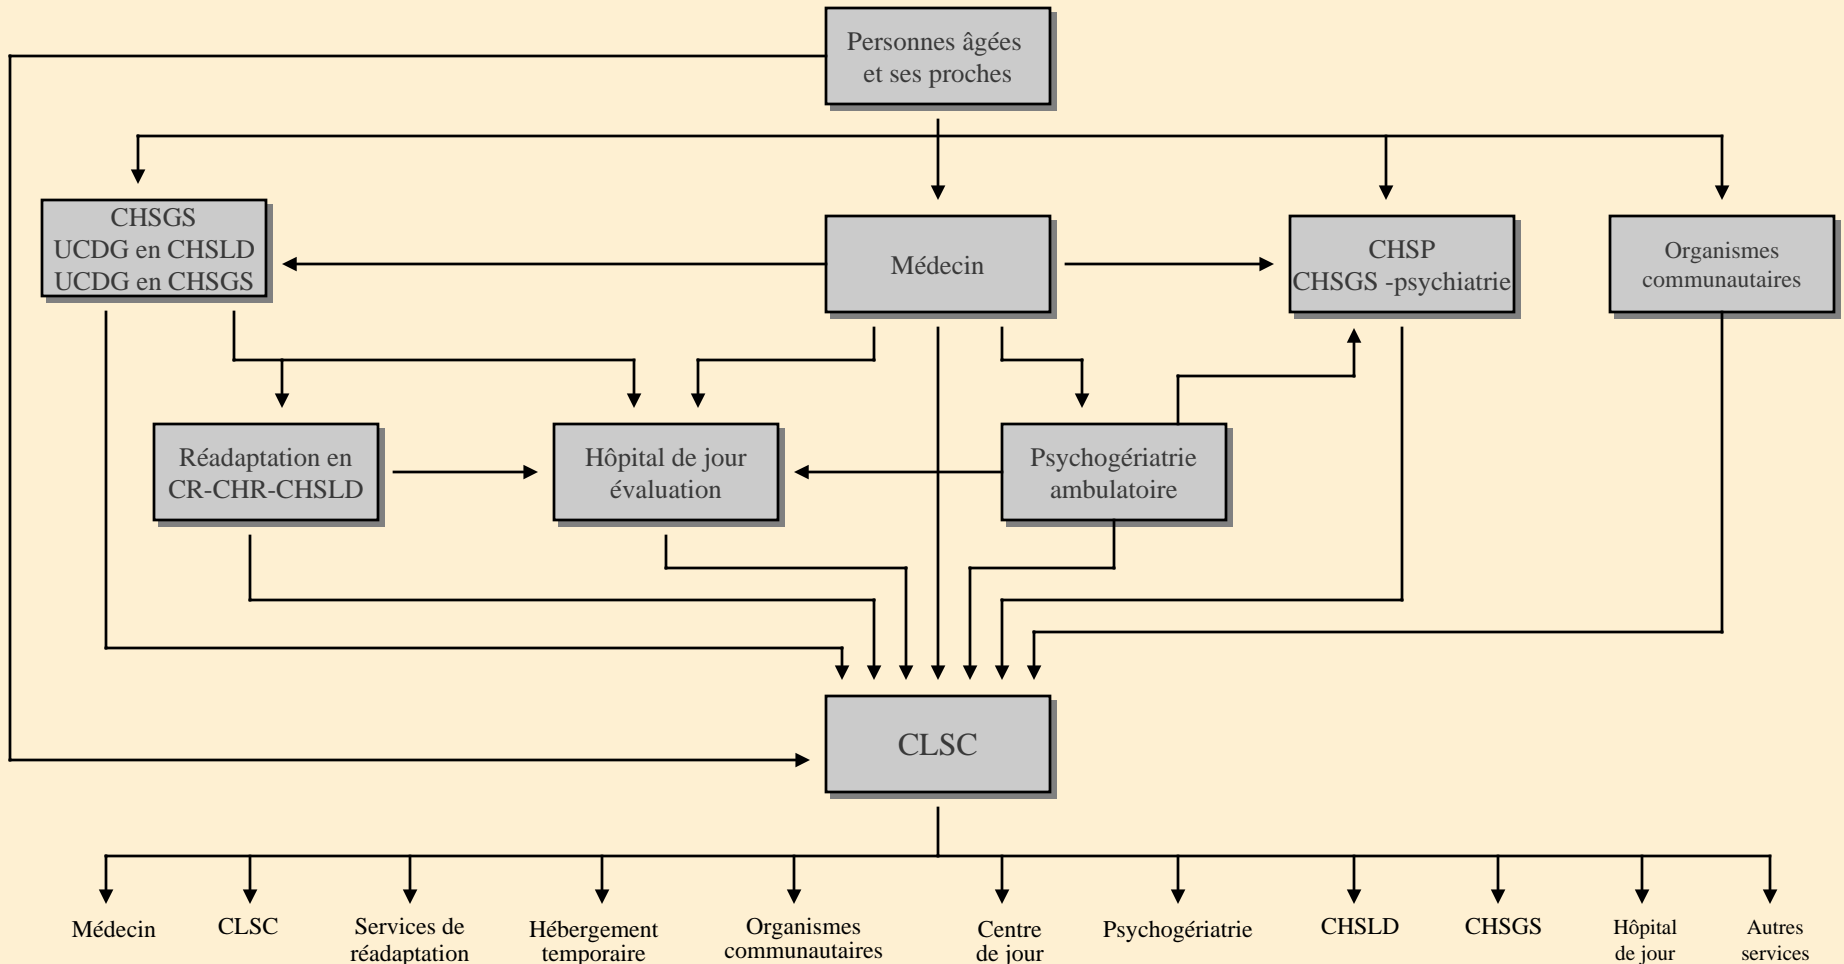 Personnes âgées
et ses proches
CHSGS
UCDG en CHSLD
UCDG en CHSGS
Médecin
CHSP
CHSGS -psychiatrie
Organismes
communautaires
Réadaptation en
CR-CHR-CHSLD
Hôpital de jour
évaluation
Psychogériatrie
ambulatoire
CLSC
Médecin
CLSC
Services de
réadaptation
Hébergement
temporaire
Organismes
communautaires
Centre
de jour
Psychogériatrie
CHSLD
CHSGS
Hôpital
de jour
Autres
services